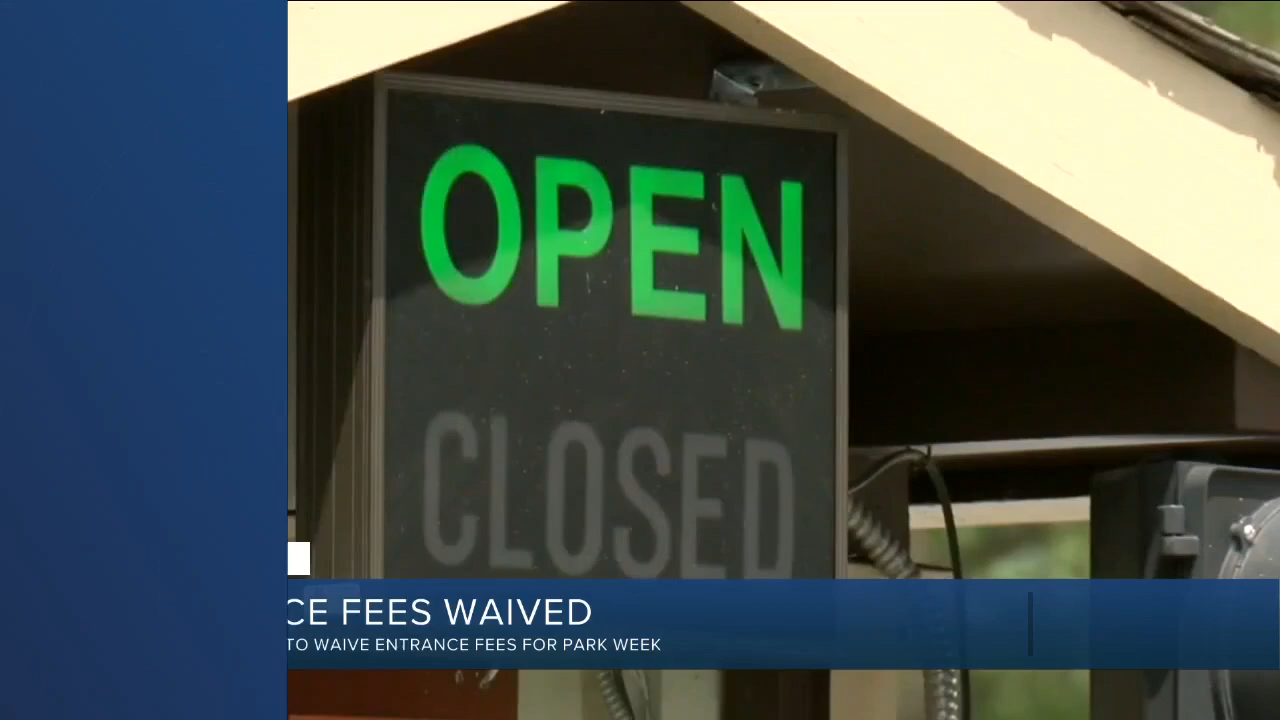 OPEN
CLOSED
CE FEES WAIVED
TO WAIVE ENTRANCE FEES FOR PARK WEEK